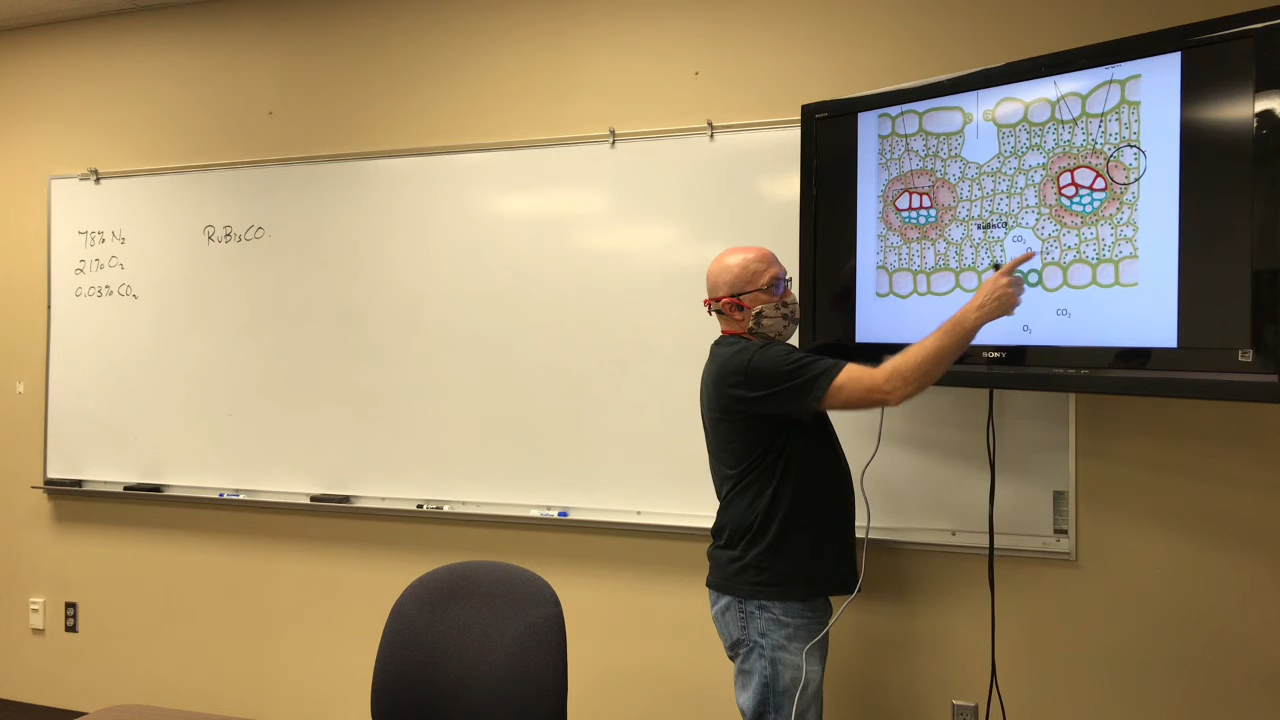 78% N₂
21% O₂
0.03% CO₂
RuBisCO.
RuBisCO
CO₂
CO₂
O₂
SONY